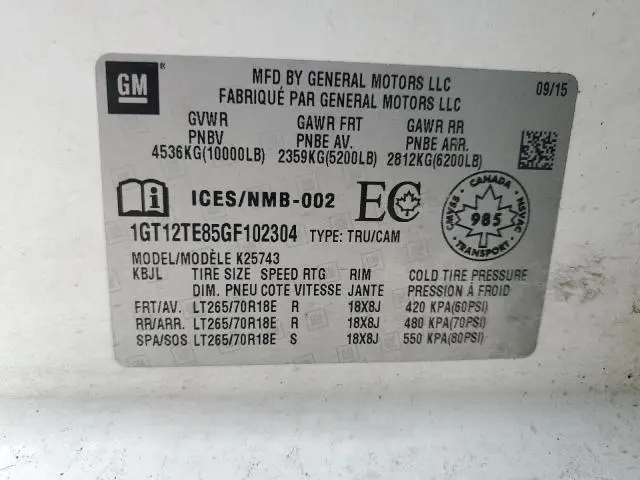 GM ®
MFD BY GENERAL MOTORS LLC
FABRIQUÉ PAR GENERAL MOTORS LLC
09/15
GVWR GAWR FRT GAWR RR
PNBV PNBE AV. PNBE ARR.
4536KG(10000LB) 2359KG(5200LB) 2812KG(6200LB)
ICES/NMB-002 EC
CANADA
CMVSS 985 NSVAC
TRANSPORT
1GT12TE85GF102304 TYPE: TRU/CAM
MODEL/MODÈLE K25743
KBJL TIRE SIZE SPEED RTG RIM COLD TIRE PRESSURE
DIM. PNEU COTE VITESSE JANTE PRESSION À FROID
FRT/AV. LT265/70R18E R 18X8J 420 KPA(60PSI)
RR/ARR. LT265/70R18E R 18X8J 480 KPA(70PSI)
SPA/SOS LT265/70R18E S 18X8J 550 KPA(80PSI)